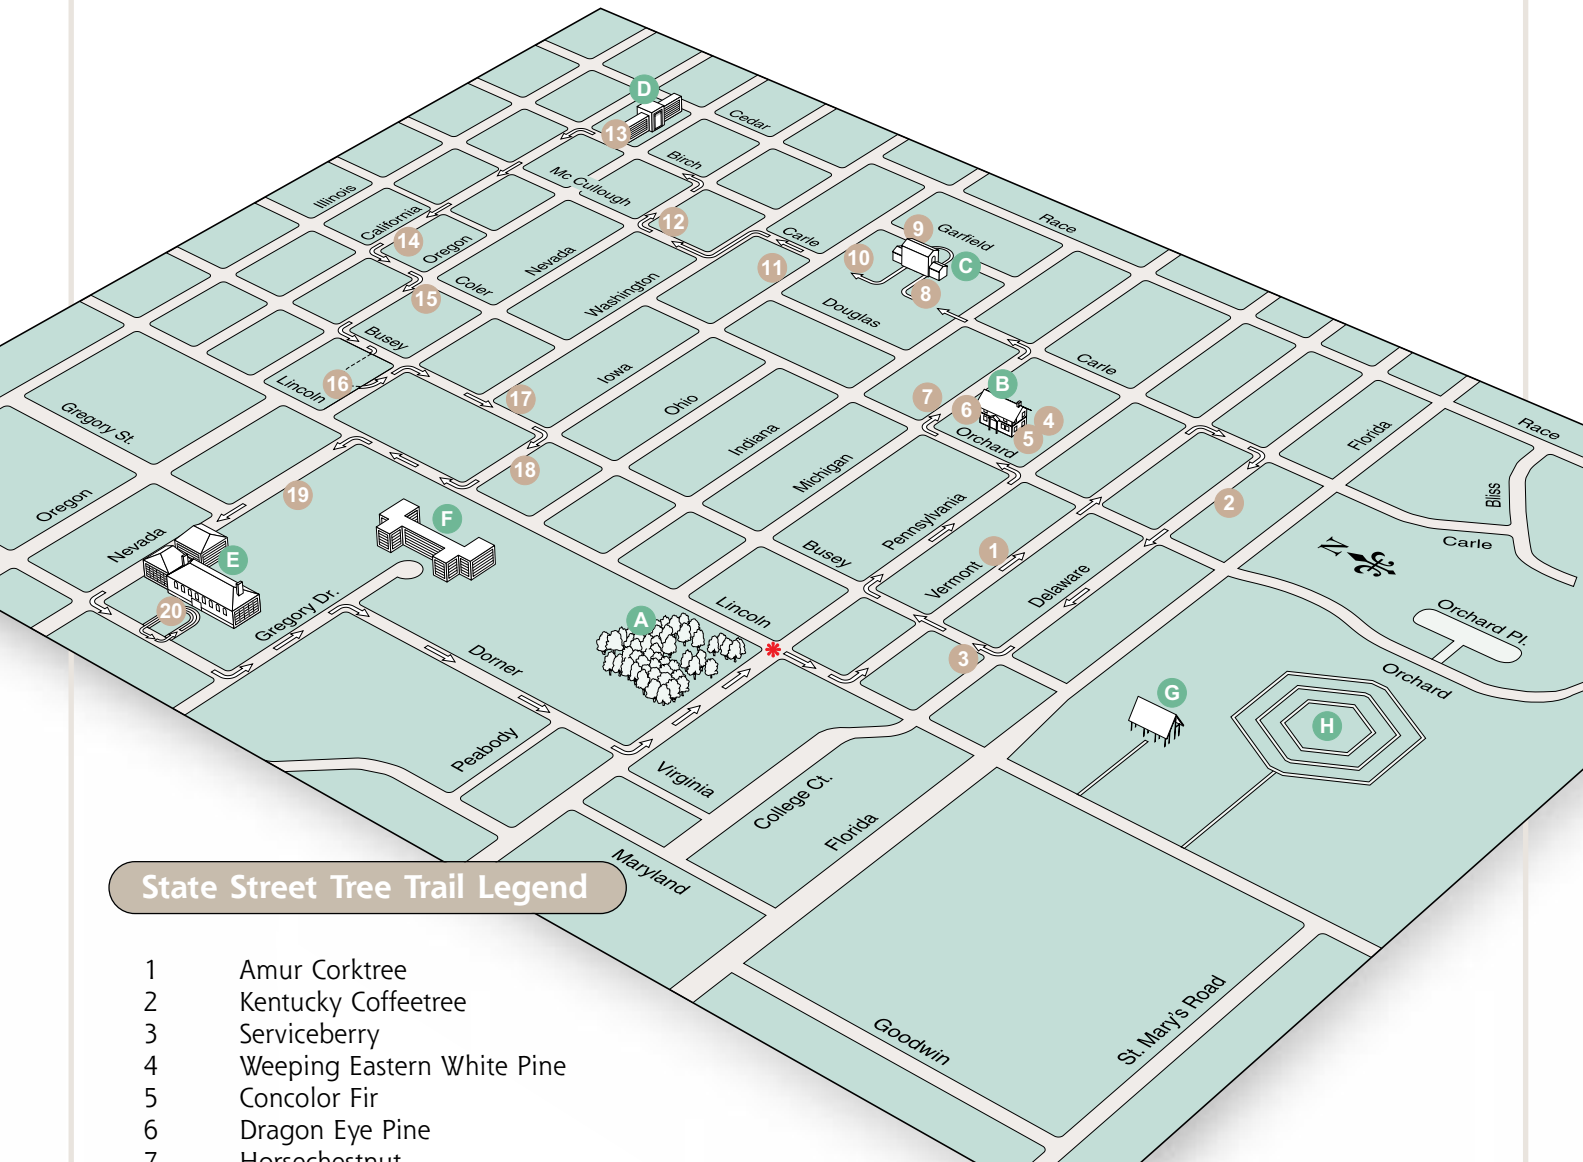 D
Cedar
13
Birch
Mc Cullough
Illinois
California
12
Race
9
Garfield
Carle
14
Oregon
10
C
11
Nevada
Coler
8
15
Washington
Douglas
Busey
Carle
Iowa
B
Lincoln
16
17
Ohio
7
6
4
Race
Gregory St.
5
Orchard
Florida
Indiana
18
Michigan
Bliss
19
2
Oregon
F
Pennsylvania
Carle
Nevada
E
Busey
1
N
Vermont
Delaware
20
Gregory Dr.
Lincoln
A
Orchard Pl.
Dorner
3
Orchard
G
H
Peabody
Virginia
College Ct.
Florida
Maryland
State Street Tree Trail Legend
1 Amur Corktree
2 Kentucky Coffeetree
3 Serviceberry
4 Weeping Eastern White Pine
5 Concolor Fir
6 Dragon Eye Pine
7 Horsechestnut
Goodwin
St. Mary's Road